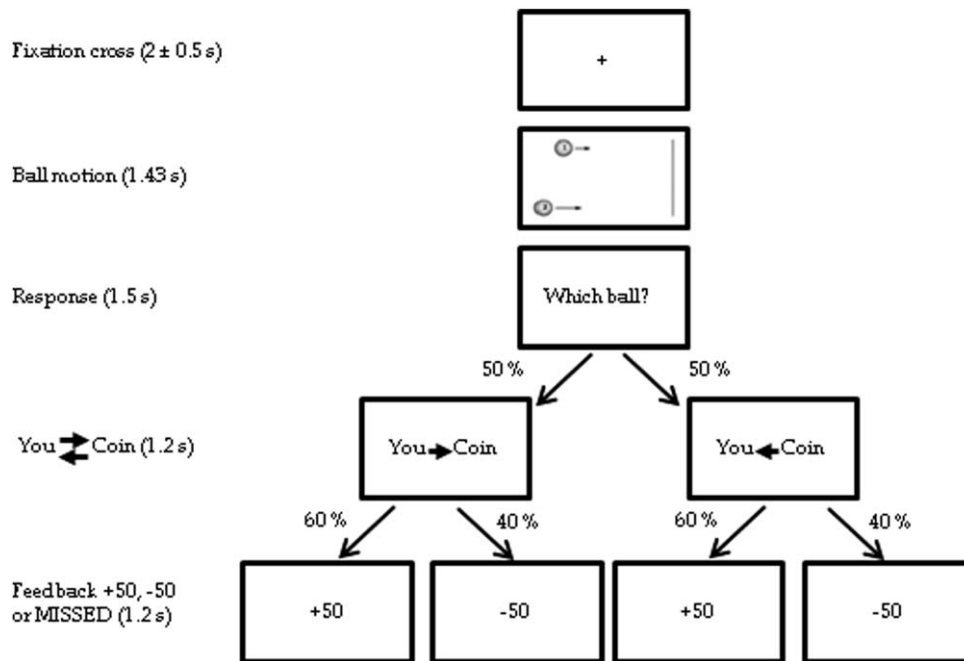 Fixation cross (2 ± 0.5 s)
+
Ball motion (1.43 s)
1
2
Response (1.5 s)
Which ball?
50 %
50 %
You Coin (1.2 s)
You Coin
You Coin
60 %
40 %
60 %
40 %
Feedback +50, -50
or MISSED (1.2 s)
+50
-50
+50
-50